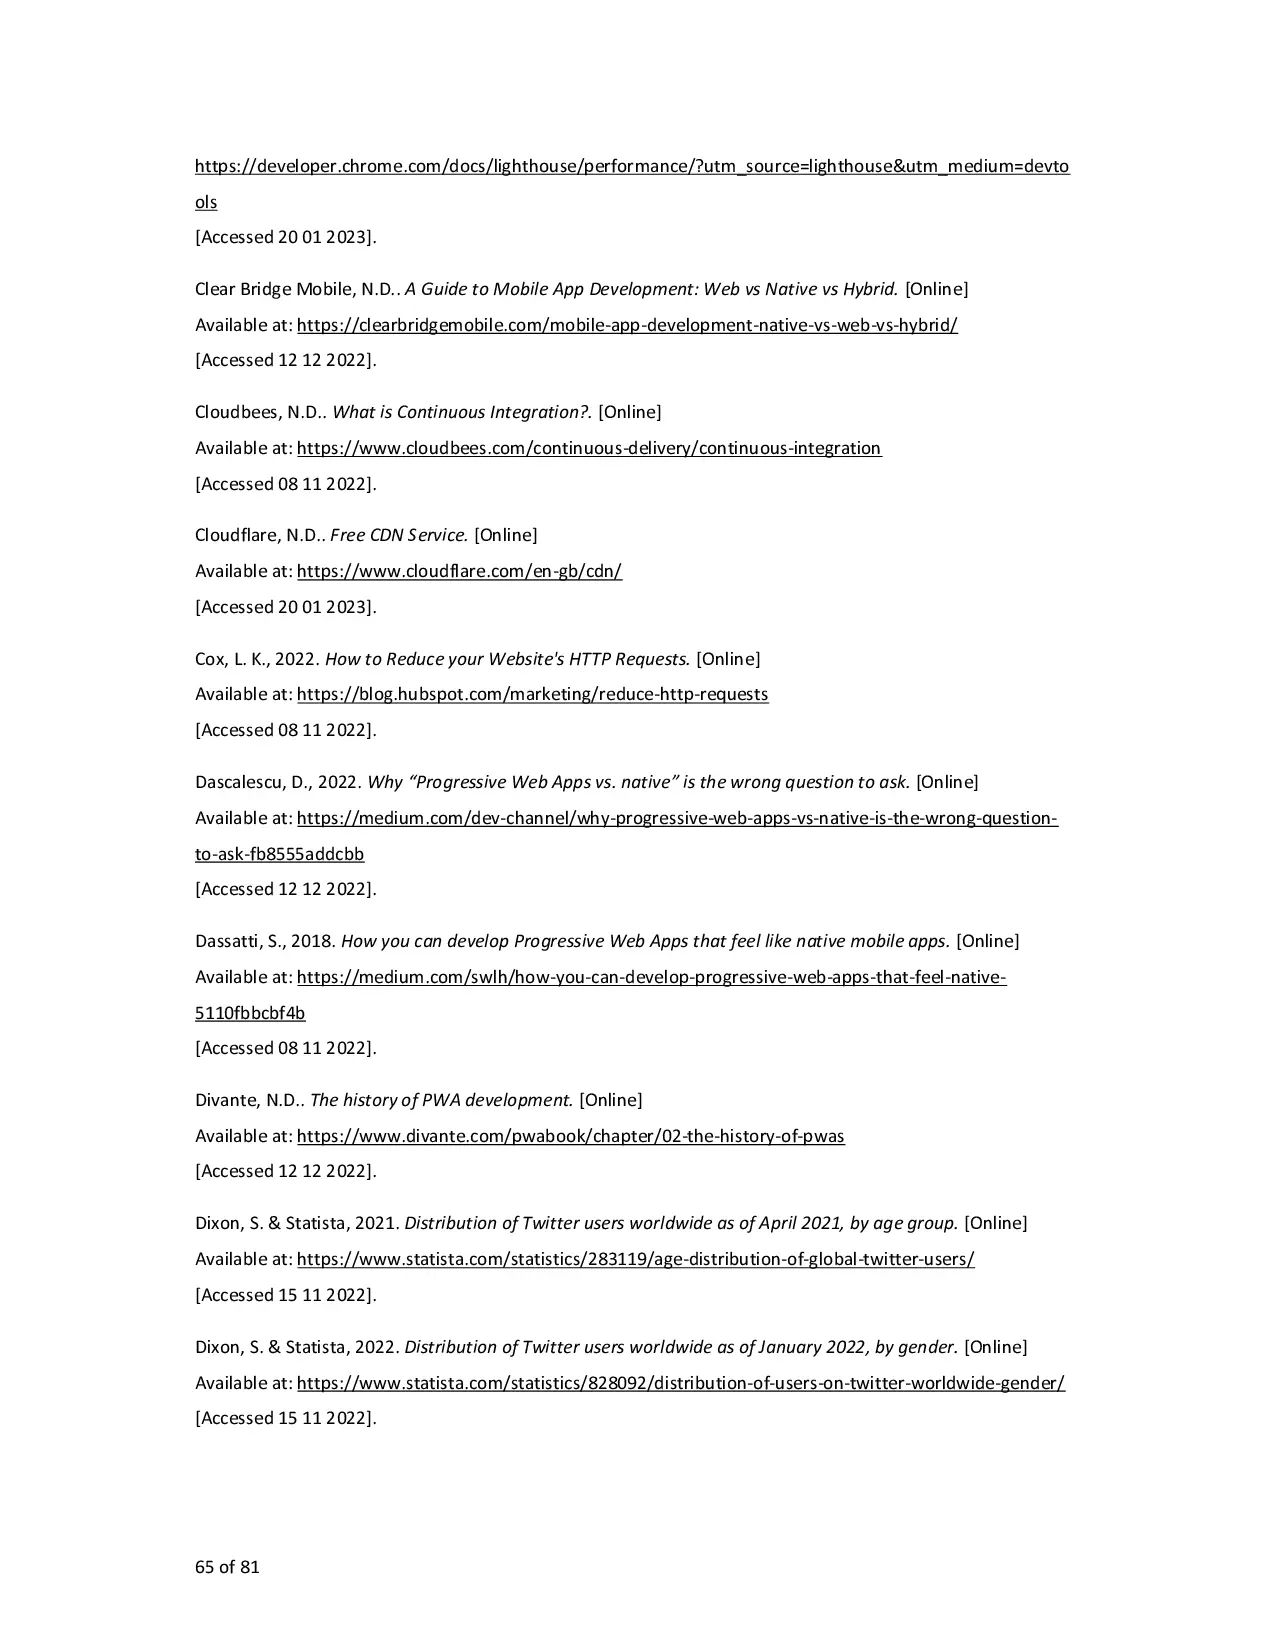 https://developer.chrome.com/docs/lighthouse/performance/?utm_source=lighthouse&utm_medium=devto
ols
[Accessed 20 01 2023].
Clear Bridge Mobile, N.D.. A Guide to Mobile App Development: Web vs Native vs Hybrid. [Online]
Available at: https://clearbridgemobile.com/mobile-app-development-native-vs-web-vs-hybrid/
[Accessed 12 12 2022].
Cloudbees, N.D.. What is Continuous Integration?. [Online]
Available at: https://www.cloudbees.com/continuous-delivery/continuous-integration
[Accessed 08 11 2022].
Cloudflare, N.D.. Free CDN Service. [Online]
Available at: https://www.cloudflare.com/en-gb/cdn/
[Accessed 20 01 2023].
Cox, L. K., 2022. How to Reduce your Website's HTTP Requests. [Online]
Available at: https://blog.hubspot.com/marketing/reduce-http-requests
[Accessed 08 11 2022].
Dascalescu, D., 2022. Why “Progressive Web Apps vs. native” is the wrong question to ask. [Online]
Available at: https://medium.com/dev-channel/why-progressive-web-apps-vs-native-is-the-wrong-question-
to-ask-fb8555addcbb
[Accessed 12 12 2022].
Dassatti, S., 2018. How you can develop Progressive Web Apps that feel like native mobile apps. [Online]
Available at: https://medium.com/swlh/how-you-can-develop-progressive-web-apps-that-feel-native-
5110fbbcbf4b
[Accessed 08 11 2022].
Divante, N.D.. The history of PWA development. [Online]
Available at: https://www.divante.com/pwabook/chapter/02-the-history-of-pwas
[Accessed 12 12 2022].
Dixon, S. & Statista, 2021. Distribution of Twitter users worldwide as of April 2021, by age group. [Online]
Available at: https://www.statista.com/statistics/283119/age-distribution-of-global-twitter-users/
[Accessed 15 11 2022].
Dixon, S. & Statista, 2022. Distribution of Twitter users worldwide as of January 2022, by gender. [Online]
Available at: https://www.statista.com/statistics/828092/distribution-of-users-on-twitter-worldwide-gender/
[Accessed 15 11 2022].
65 of 81